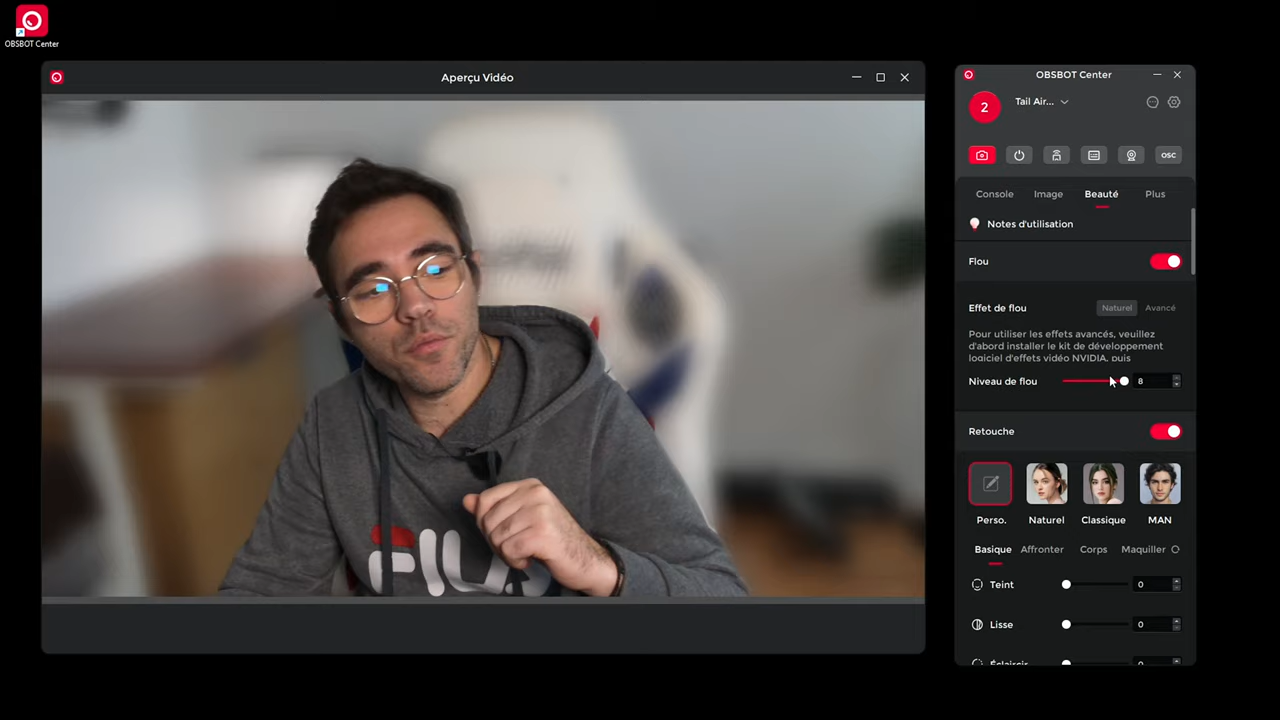 OBSBOT Center
Aperçu Vidéo
FILA
OBSBOT Center
2
Tail Air...
OSC
Console Image Beauté Plus
Notes d'utilisation
Flou
Effet de flou Naturel Avancé
Pour utiliser les effets avancés, veuillez
d'abord installer le kit de développement
logiciel d'effets vidéo NVIDIA, puis
Niveau de flou 8
Retouche
Perso. Naturel Classique MAN
Basique Affronter Corps Maquiller
Teint 0
Lisse 0
Éclaircir 0